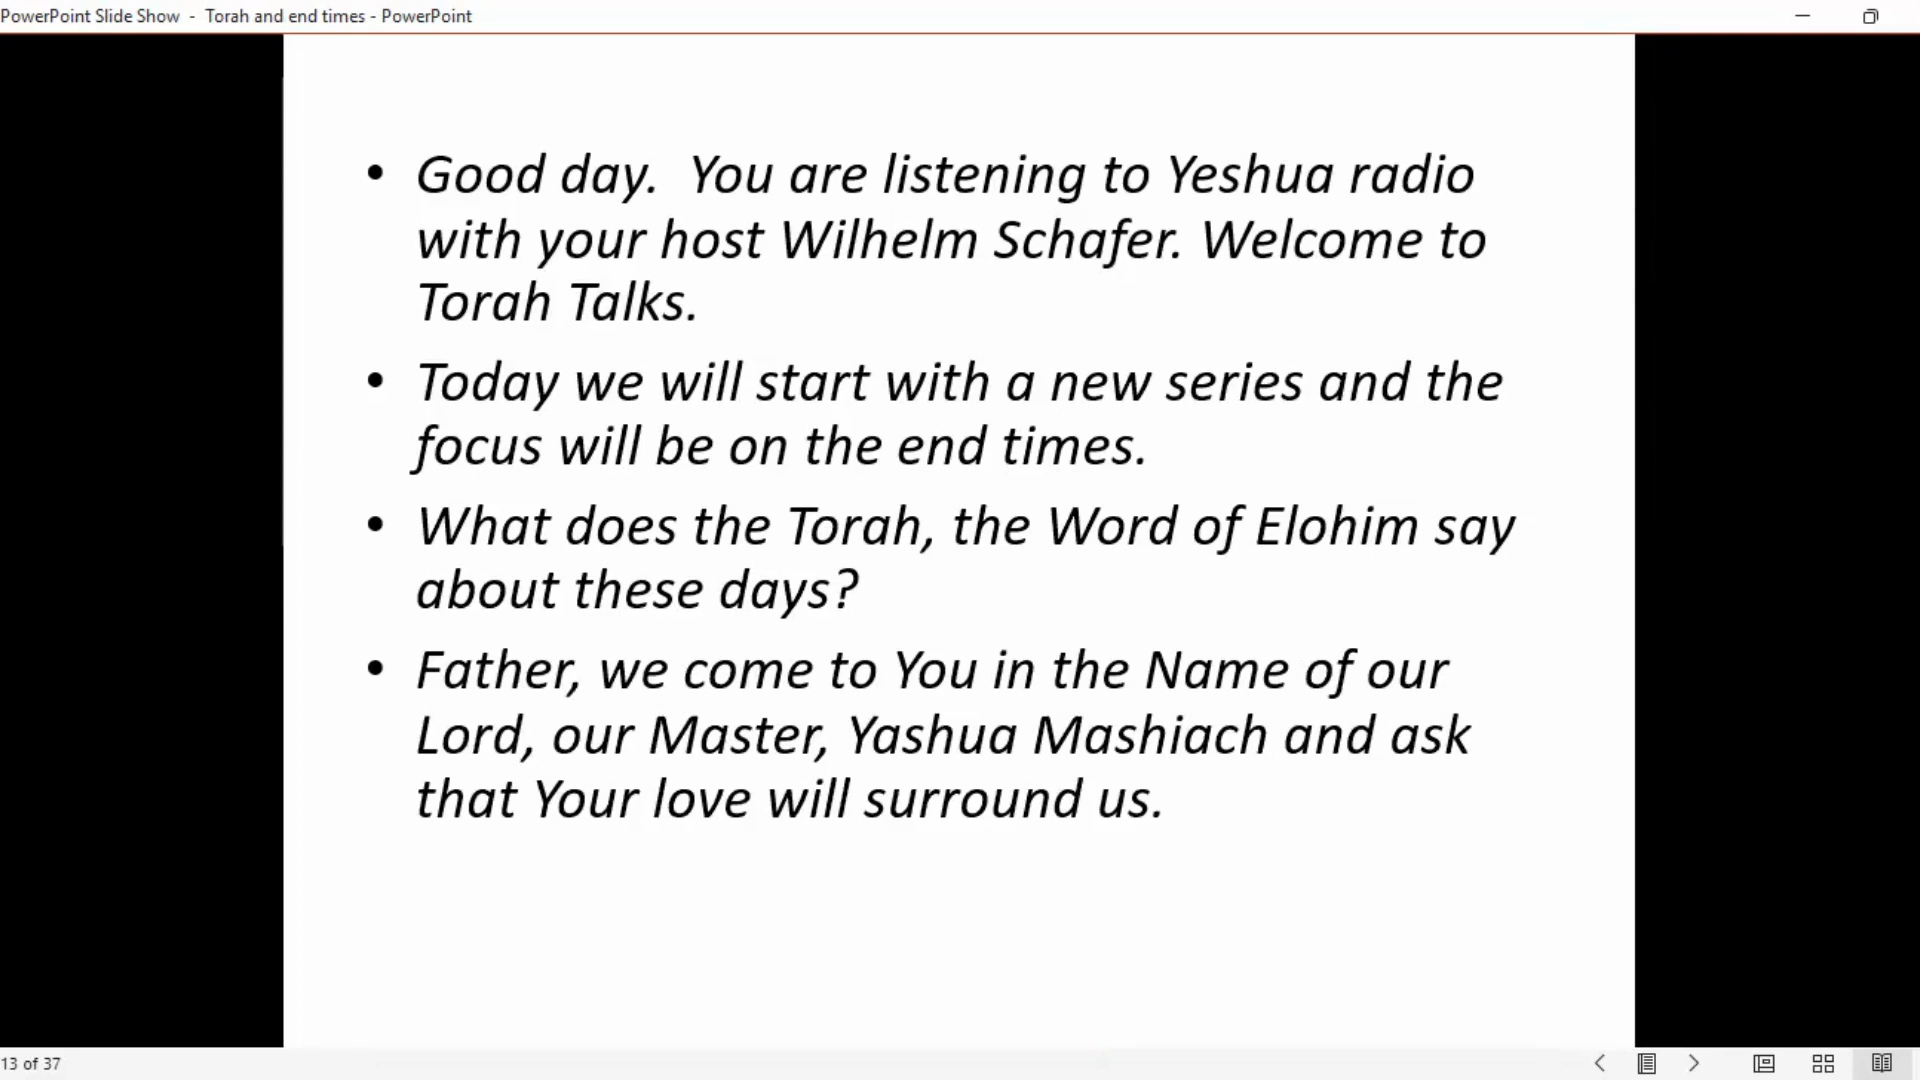 PowerPoint Slide Show - Torah and end times - PowerPoint
• Good day.  You are listening to Yeshua radio
with your host Wilhelm Schafer. Welcome to
Torah Talks.
• Today we will start with a new series and the
focus will be on the end times.
• What does the Torah, the Word of Elohim say
about these days?
• Father, we come to You in the Name of our
Lord, our Master, Yashua Mashiach and ask
that Your love will surround us.
13 of 37